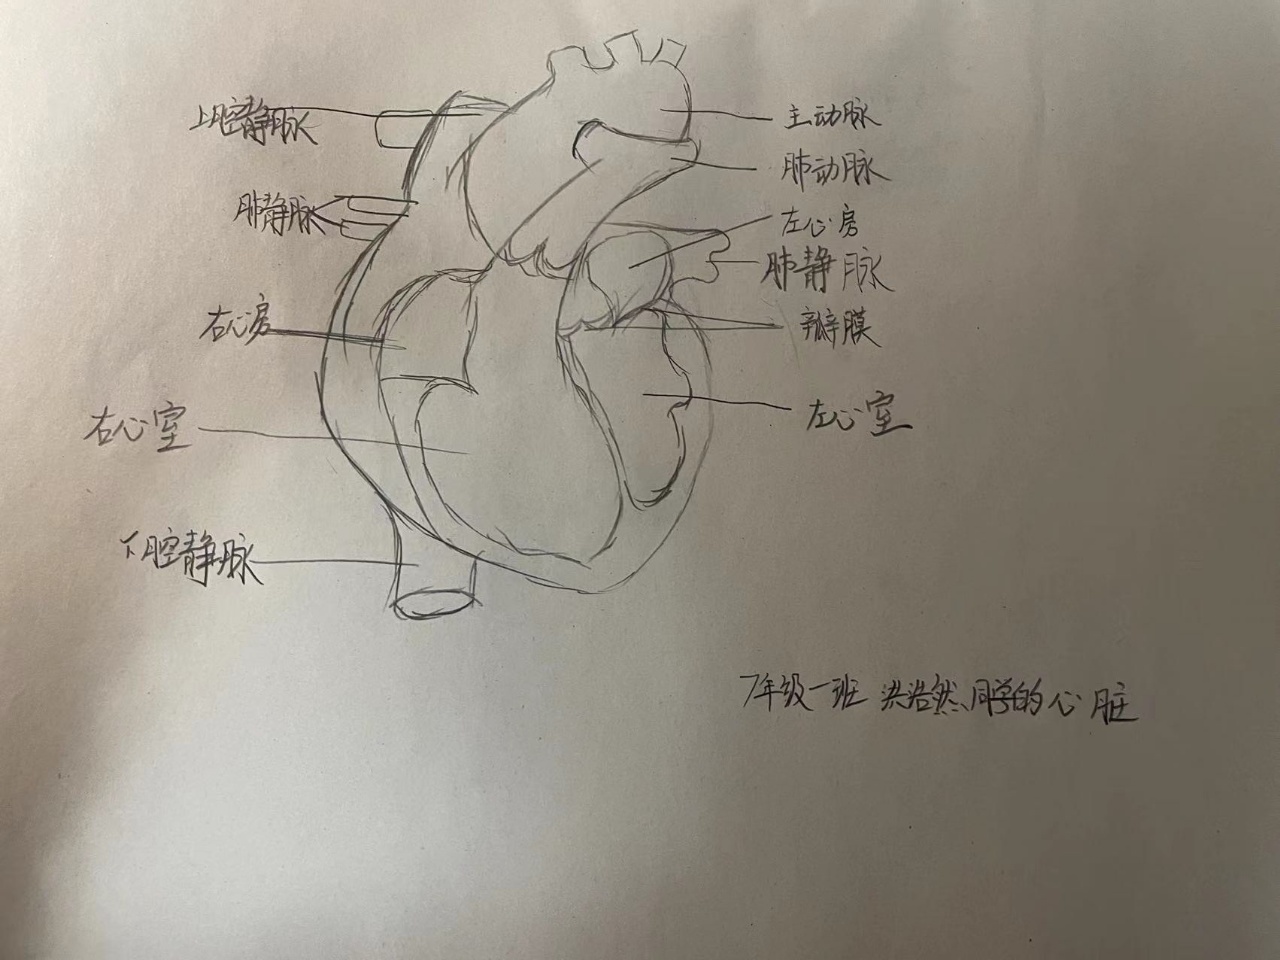 上腔静脉
肺静脉
右心房
右心室
下腔静脉
主动脉
肺动脉
左心房
肺静脉
瓣膜
左心室
7年级一班 洪浩然同学的心脏